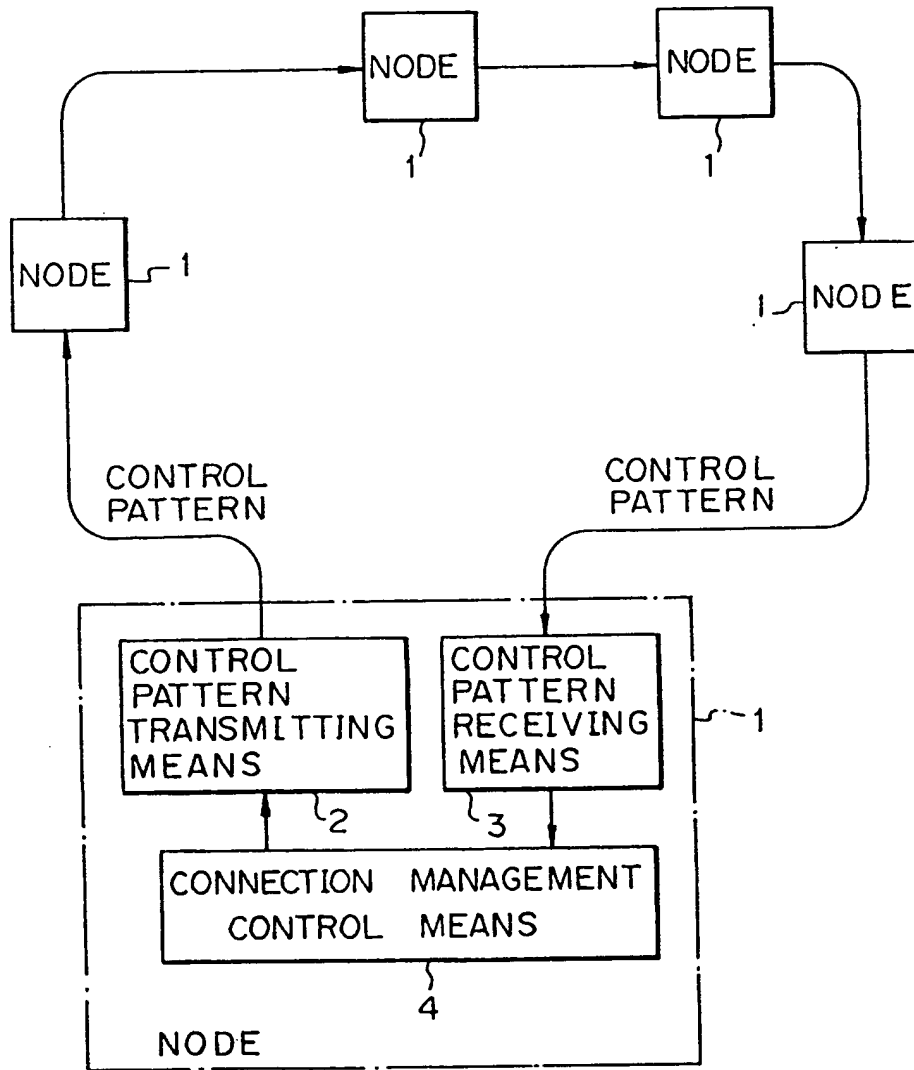 NODE
NODE
1
1
NODE
1
NODE
1
CONTROL
PATTERN
CONTROL
PATTERN
CONTROL
PATTERN
TRANSMITTING
MEANS
CONTROL
PATTERN
RECEIVING
MEANS
1
2
3
CONNECTION MANAGEMENT
CONTROL MEANS
4
NODE